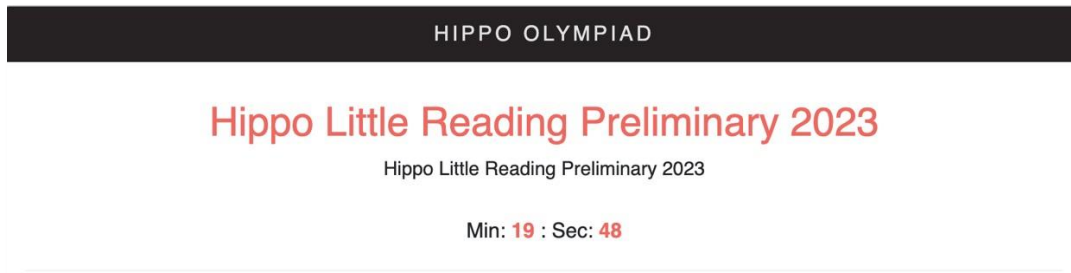 HIPPO OLYMPIAD
Hippo Little Reading Preliminary 2023
Hippo Little Reading Preliminary 2023
Min: 19 : Sec: 48